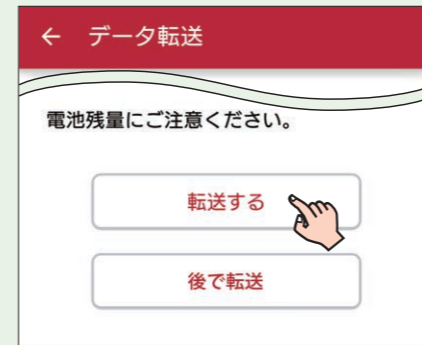 ← データ転送
電池残量にご注意ください。
転送する
後で転送